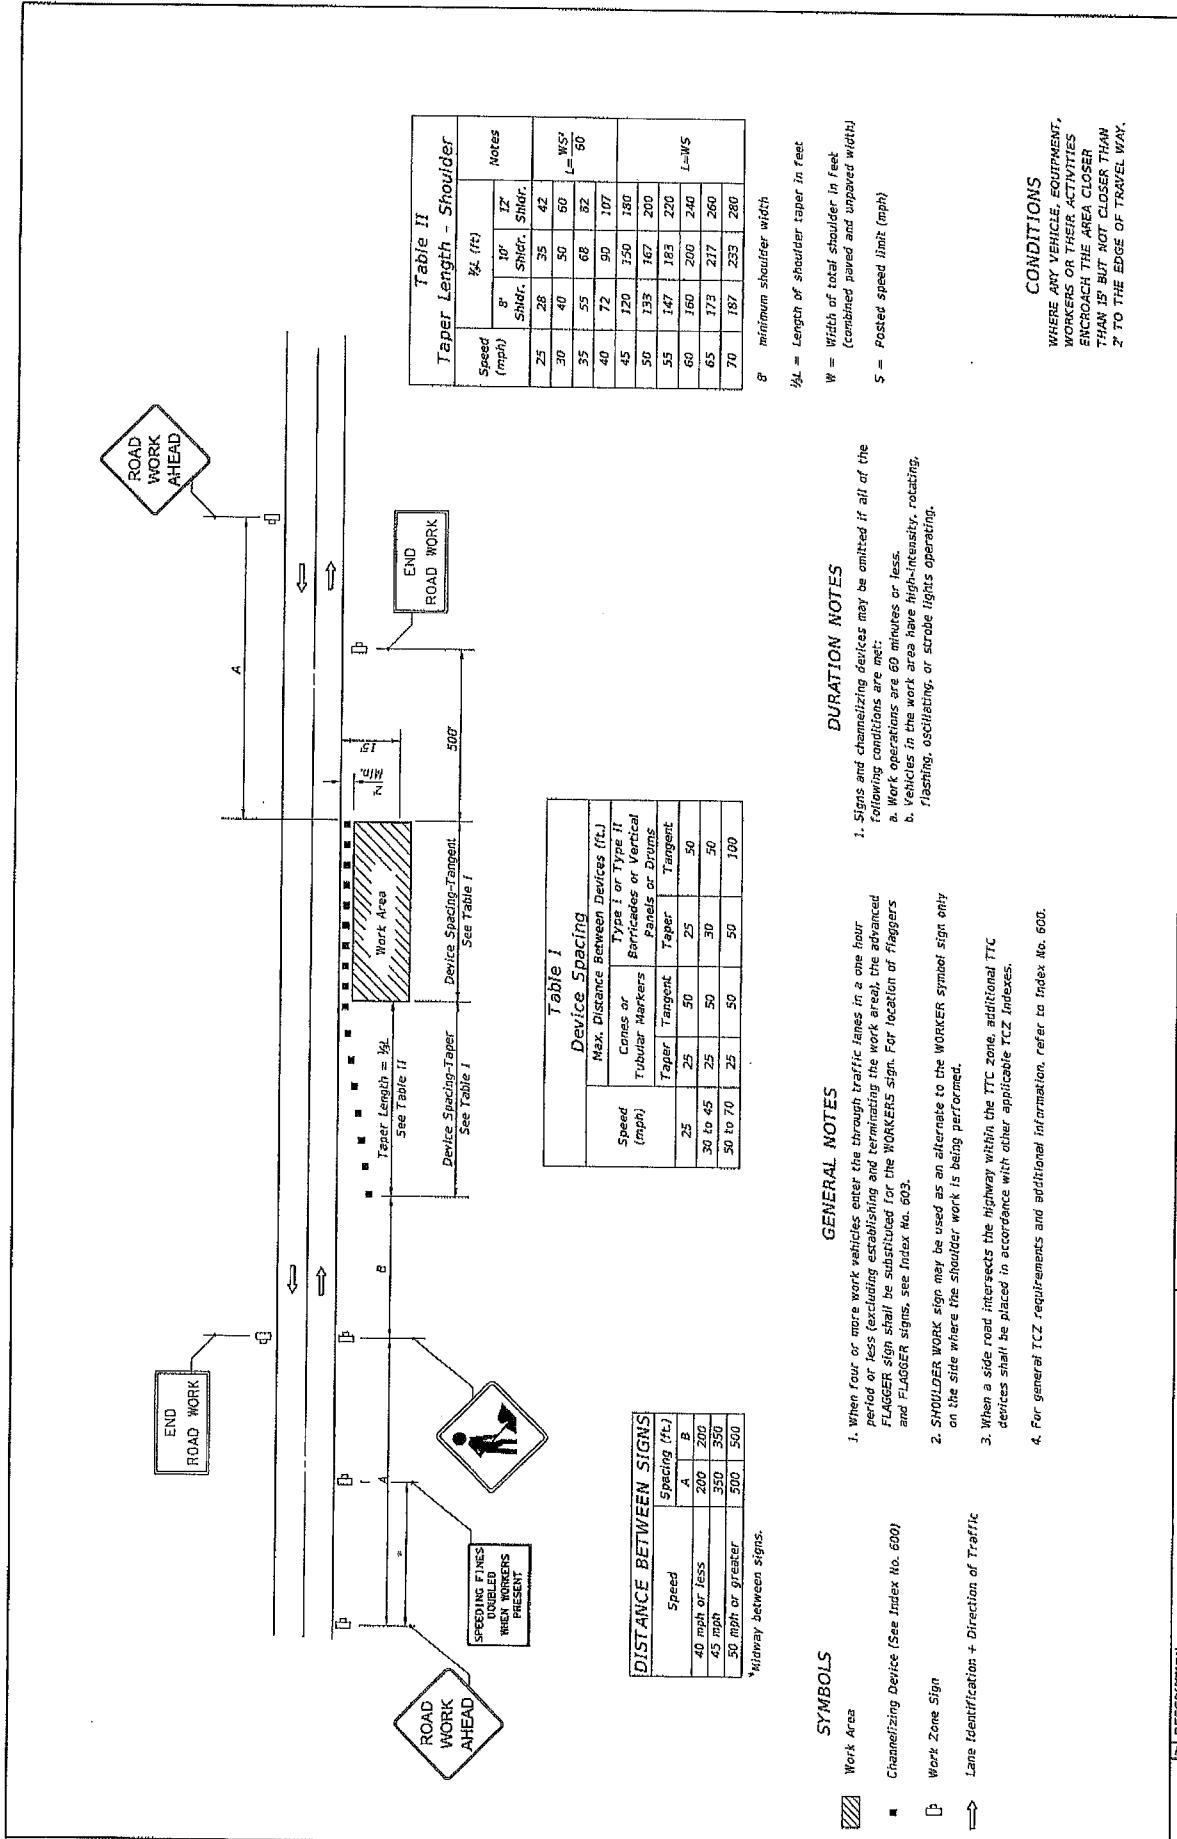 ROAD
WORK
AHEAD
A
END
ROAD WORK
END
ROAD WORK
ROAD
WORK
AHEAD
*
SPEEDING FINES
DOUBLED
WHEN WORKERS
PRESENT
A
B
Taper Length = ⅓L
See Table II
Device Spacing-Taper
See Table I
Work Area
Device Spacing-Tangent
See Table I
2'
Min.
15'
500'
Table II
Taper Length - Shoulder
Speed (mph) ⅓L (ft) Notes
8' Shldr. 10' Shldr. 12' Shldr.
25 28 35 42 L= WS²/60
30 40 50 60
35 55 68 82
40 72 90 107
45 120 150 180 L=WS
50 133 167 200
55 147 183 220
60 160 200 240
65 173 217 260
70 187 233 280
8' minimum shoulder width
⅓L = Length of shoulder taper in feet
W = Width of total shoulder in feet
(combined paved and unpaved width)
S = Posted speed limit (mph)
Table I
Device Spacing
Speed (mph) Max. Distance Between Devices (ft.)
Cones or Tubular Markers Type I or Type II Barricades or Vertical Panels or Drums
Taper Tangent Taper Tangent
25 25 50 25 50
30 to 45 25 50 30 50
50 to 70 25 50 50 100
DISTANCE BETWEEN SIGNS
Speed Spacing (ft.)
A B
40 mph or less 200 200
45 mph 350 350
50 mph or greater 500 500
*Midway between signs.
SYMBOLS
Work Area
Channelizing Device (See Index No. 600)
Work Zone Sign
Lane Identification + Direction of Traffic
GENERAL NOTES
1. When four or more work vehicles enter the through traffic lanes in a one hour
period or less (excluding establishing and terminating the work area), the advanced
FLAGGER sign shall be substituted for the WORKERS sign. For location of flaggers
and FLAGGER signs, see Index No. 603.
2. SHOULDER WORK sign may be used as an alternate to the WORKER symbol sign only
on the side where the shoulder work is being performed.
3. When a side road intersects the highway within the TTC zone, additional TTC
devices shall be placed in accordance with other applicable TCZ Indexes.
4. For general TCZ requirements and additional information, refer to Index No. 600.
DURATION NOTES
1. Signs and channelizing devices may be omitted if all of the
following conditions are met:
a. Work operations are 60 minutes or less.
b. Vehicles in the work area have high-intensity, rotating,
flashing, oscillating, or strobe lights operating.
CONDITIONS
WHERE ANY VEHICLE, EQUIPMENT,
WORKERS OR THEIR ACTIVITIES
ENCROACH THE AREA CLOSER
THAN 15' BUT NOT CLOSER THAN
2' TO THE EDGE OF TRAVEL WAY.